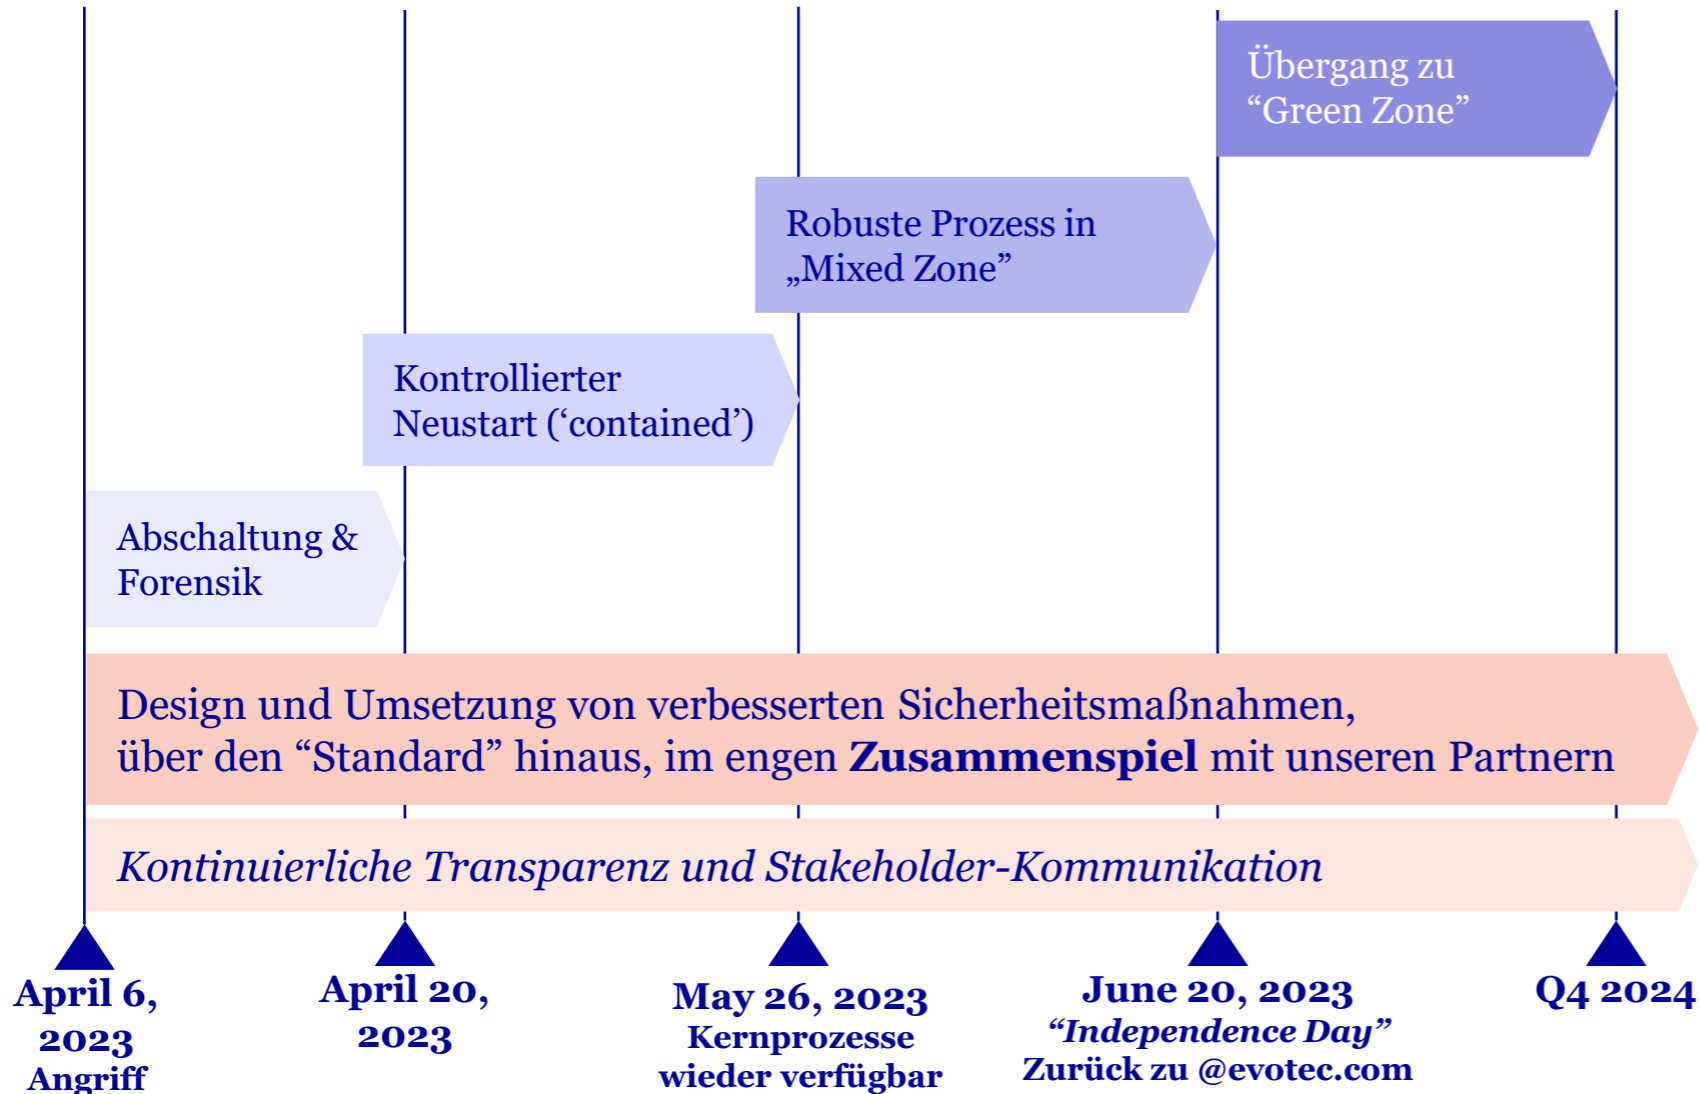 Übergang zu
“Green Zone”
Robuste Prozess in
„Mixed Zone”
Kontrollierter
Neustart (‘contained’)
Abschaltung &
Forensik
Design und Umsetzung von verbesserten Sicherheitsmaßnahmen,
über den “Standard” hinaus, im engen Zusammenspiel mit unseren Partnern
Kontinuierliche Transparenz und Stakeholder-Kommunikation
April 6,
2023
Angriff
April 20,
2023
May 26, 2023
Kernprozesse
wieder verfügbar
June 20, 2023
“Independence Day”
Zurück zu @evotec.com
Q4 2024